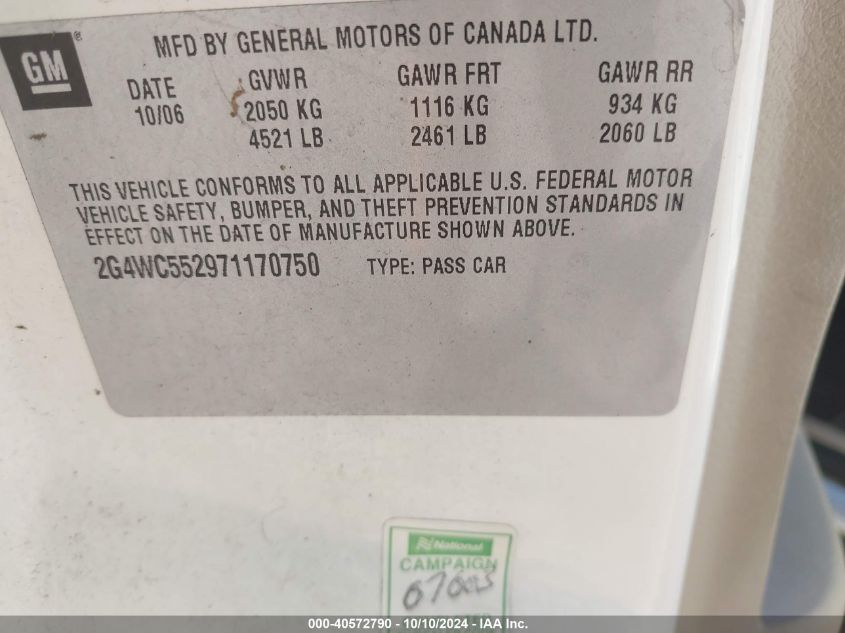 GM ®
MFD BY GENERAL MOTORS OF CANADA LTD.
DATE GVWR GAWR FRT GAWR RR
10/06 2050 KG 1116 KG 934 KG
4521 LB 2461 LB 2060 LB
THIS VEHICLE CONFORMS TO ALL APPLICABLE U.S. FEDERAL MOTOR
VEHICLE SAFETY, BUMPER, AND THEFT PREVENTION STANDARDS IN
EFFECT ON THE DATE OF MANUFACTURE SHOWN ABOVE.
2G4WC552971170750 TYPE: PASS CAR
National
CAMPAIGN
000-40572790 - 10/10/2024 - IAA Inc.